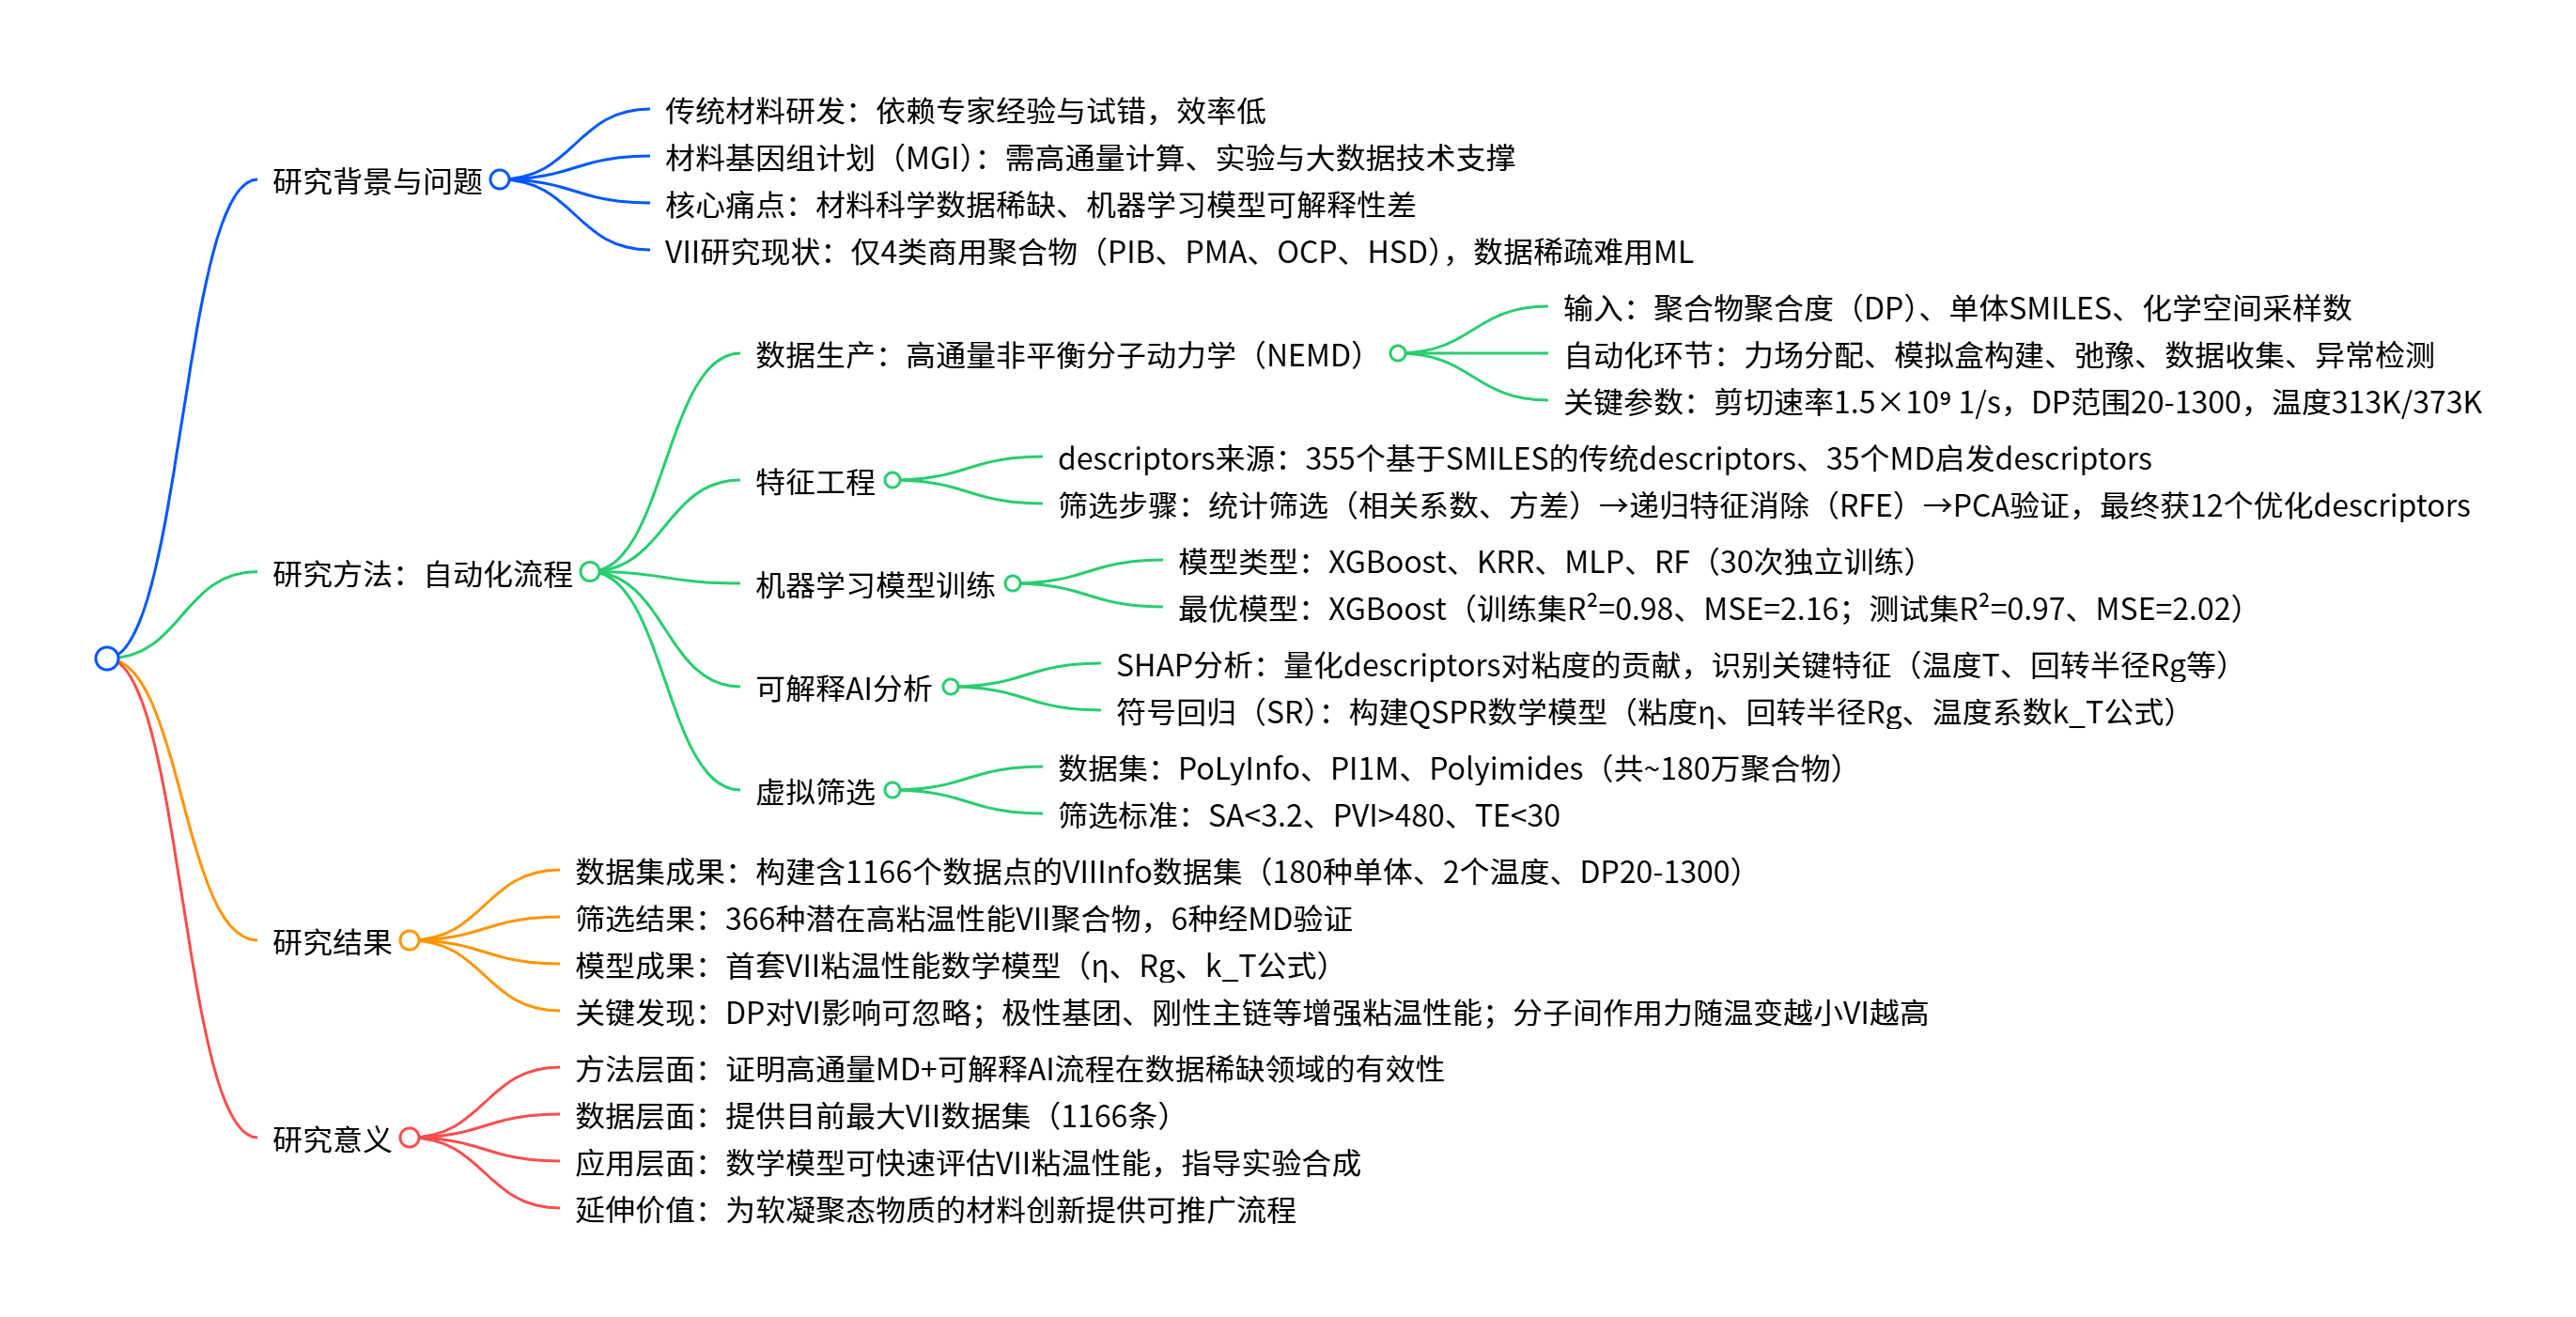 研究背景与问题
传统材料研发：依赖专家经验与试错，效率低
材料基因组计划（MGI）：需高通量计算、实验与大数据技术支撑
核心痛点：材料科学数据稀缺、机器学习模型可解释性差
VII研究现状：仅4类商用聚合物（PIB、PMA、OCP、HSD），数据稀疏难用ML
研究方法：自动化流程
数据生产：高通量非平衡分子动力学（NEMD）
输入：聚合物聚合度（DP）、单体SMILES、化学空间采样数
自动化环节：力场分配、模拟盒构建、弛豫、数据收集、异常检测
关键参数：剪切速率1.5×10⁹ 1/s，DP范围20-1300，温度313K/373K
特征工程
descriptors来源：355个基于SMILES的传统descriptors、35个MD启发descriptors
筛选步骤：统计筛选（相关系数、方差）→递归特征消除（RFE）→PCA验证，最终获12个优化descriptors
机器学习模型训练
模型类型：XGBoost、KRR、MLP、RF（30次独立训练）
最优模型：XGBoost（训练集R²=0.98、MSE=2.16；测试集R²=0.97、MSE=2.02）
可解释AI分析
SHAP分析：量化descriptors对粘度的贡献，识别关键特征（温度T、回转半径Rg等）
符号回归（SR）：构建QSPR数学模型（粘度η、回转半径Rg、温度系数k_T公式）
虚拟筛选
数据集：PoLyInfo、PI1M、Polyimides（共~180万聚合物）
筛选标准：SA<3.2、PVI>480、TE<30
研究结果
数据集成果：构建含1166个数据点的VIIInfo数据集（180种单体、2个温度、DP20-1300）
筛选结果：366种潜在高粘温性能VII聚合物，6种经MD验证
模型成果：首套VII粘温性能数学模型（η、Rg、k_T公式）
关键发现：DP对VI影响可忽略；极性基团、刚性主链等增强粘温性能；分子间作用力随温变越小VI越高
研究意义
方法层面：证明高通量MD+可解释AI流程在数据稀缺领域的有效性
数据层面：提供目前最大VII数据集（1166条）
应用层面：数学模型可快速评估VII粘温性能，指导实验合成
延伸价值：为软凝聚态物质的材料创新提供可推广流程